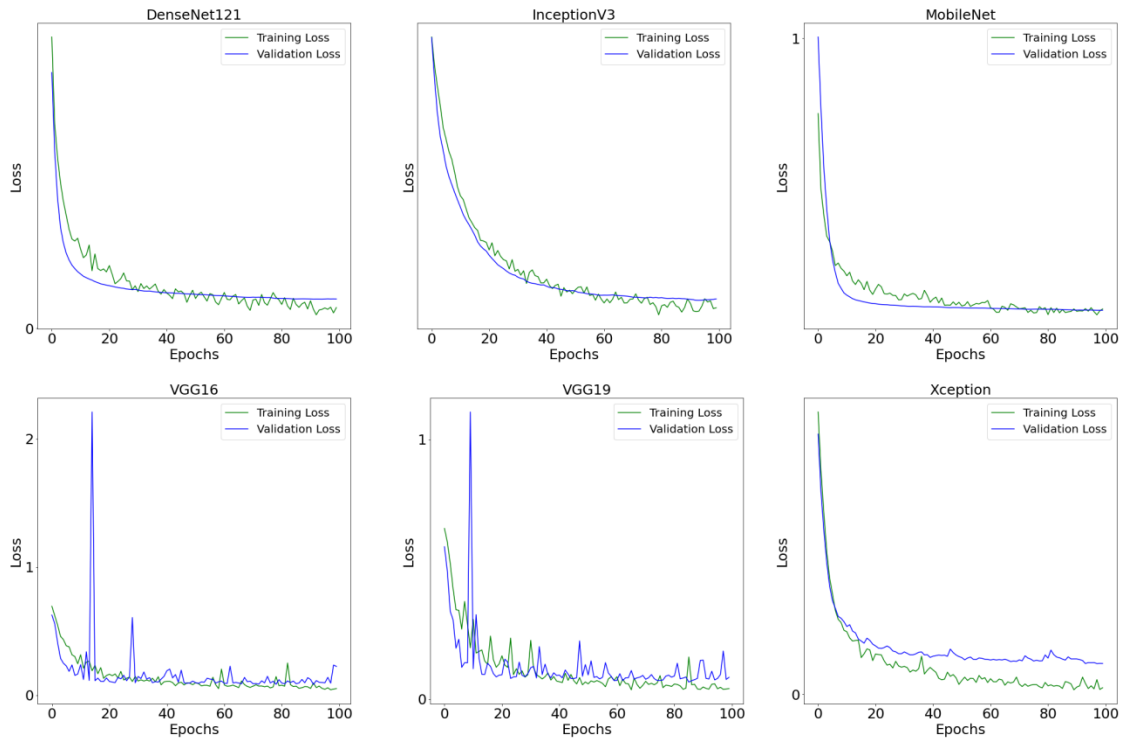 DenseNet121
Training Loss
Validation Loss
Loss
0
0 20 40 60 80 100
Epochs
InceptionV3
Training Loss
Validation Loss
Loss
0 20 40 60 80 100
Epochs
MobileNet
1
Training Loss
Validation Loss
Loss
0 20 40 60 80 100
Epochs
VGG16
Training Loss
Validation Loss
2
Loss
1
0
0 20 40 60 80 100
Epochs
VGG19
Training Loss
Validation Loss
1
Loss
0
0 20 40 60 80 100
Epochs
Xception
Training Loss
Validation Loss
Loss
0
0 20 40 60 80 100
Epochs